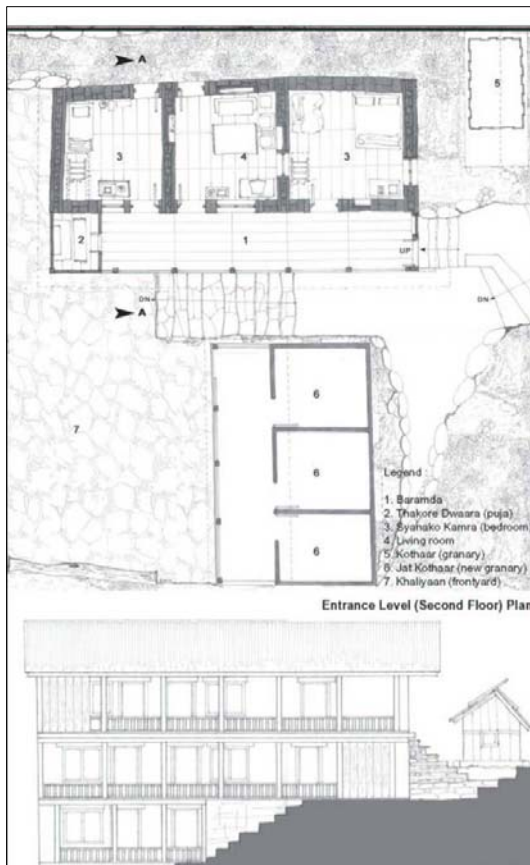 A
5
3
4
3
2
1
UP
DN
DN
A
6
7
6
6
Legend :
1. Baramda
2. Thakore Dwaara (puja)
3. Syahako Kamra (bedroom)
4. Living room
5. Kothaar (granary)
6. Jat Kothaar (new granary)
7. Khaliyaan (frontyard)
Entrance Level (Second Floor) Plan